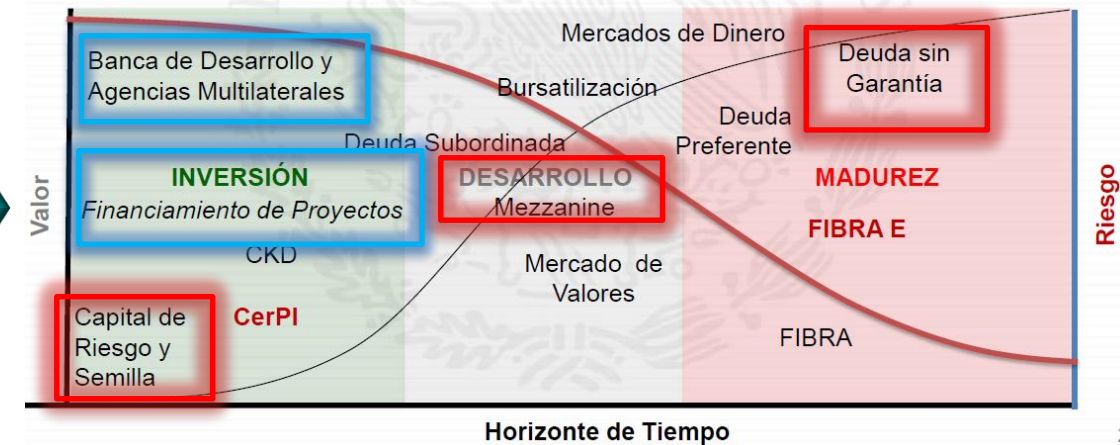 Mercados de Dinero
Banca de Desarrollo y
Agencias Multilaterales
Deuda sin
Garantía
Bursatilización
Deuda
Preferente
Deuda Subordinada
INVERSIÓN
Financiamiento de Proyectos
DESARROLLO
Mezzanine
MADUREZ
FIBRA E
CKD
Mercado de
Valores
Capital de
Riesgo y
Semilla
CerPI
FIBRA
Valor
Riesgo
Horizonte de Tiempo